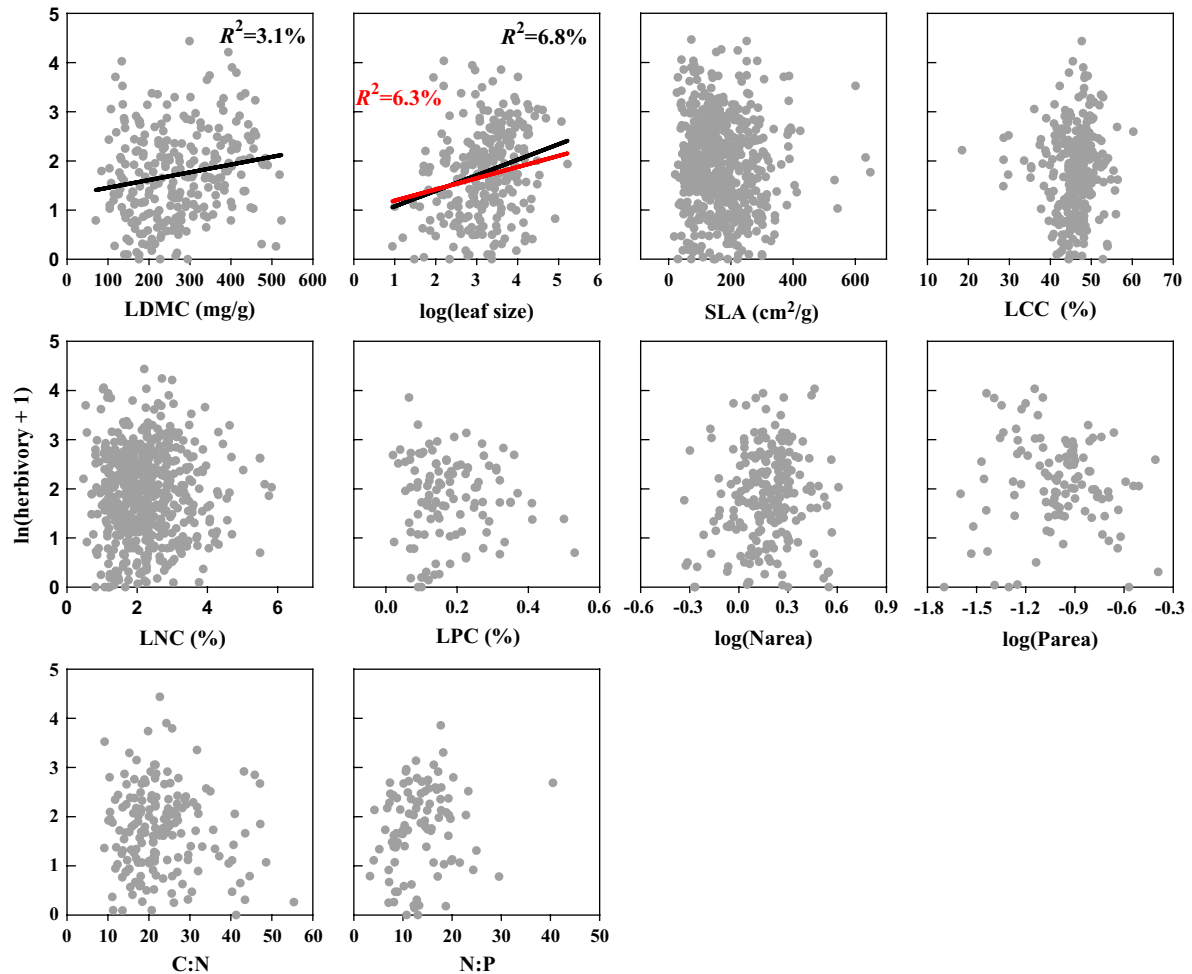 5
4
3
2
1
0
R²=3.1%
R²=6.8%
R²=6.3%
0 100 200 300 400 500 600
0 1 2 3 4 5 6
0 200 400 600
10 20 30 40 50 60 70
LDMC (mg/g)
log(leaf size)
SLA (cm²/g)
LCC (%)
ln(herbivory + 1)
5
4
3
2
1
0
0 2 4 6
0.0 0.2 0.4 0.6
-0.6 -0.3 0.0 0.3 0.6 0.9
-1.8 -1.5 -1.2 -0.9 -0.6 -0.3
LNC (%)
LPC (%)
log(Narea)
log(Parea)
5
4
3
2
1
0
0 10 20 30 40 50 60
0 10 20 30 40 50
C:N
N:P